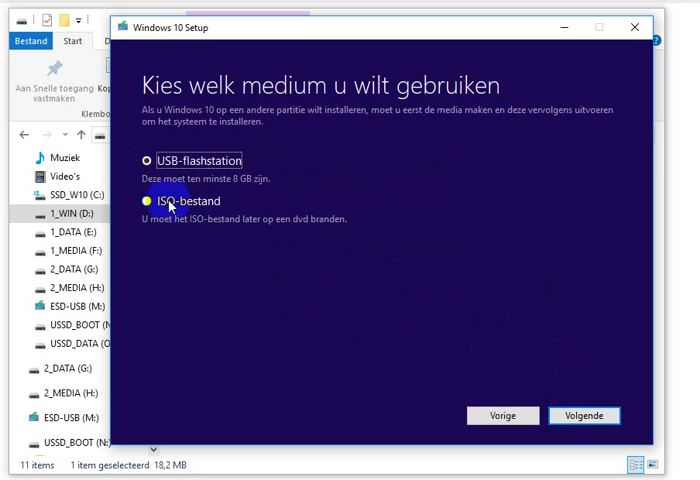 Windows 10 Setup
Bestand
Start
Aan Snelle toegang
vastmaken
Klembo
Kies welk medium u wilt gebruiken
Als u Windows 10 op een andere partitie wilt installeren, moet u eerst de media maken en deze vervolgens uitvoeren
om het systeem te installeren.
USB-flashstation
Deze moet ten minste 8 GB zijn.
ISO-bestand
U moet het ISO-bestand later op een dvd branden.
Muziek
Video's
SSD_W10 (C:)
1_WIN (D:)
1_DATA (E:)
1_MEDIA (F:)
2_DATA (G:)
2_MEDIA (H:)
ESD-USB (M:)
USSD_BOOT (N
USSD_DATA (O
2_DATA (G:)
2_MEDIA (H:)
ESD-USB (M:)
USSD_BOOT (N:)
Vorige
Volgende
11 items
1 item geselecteerd
18,2 MB